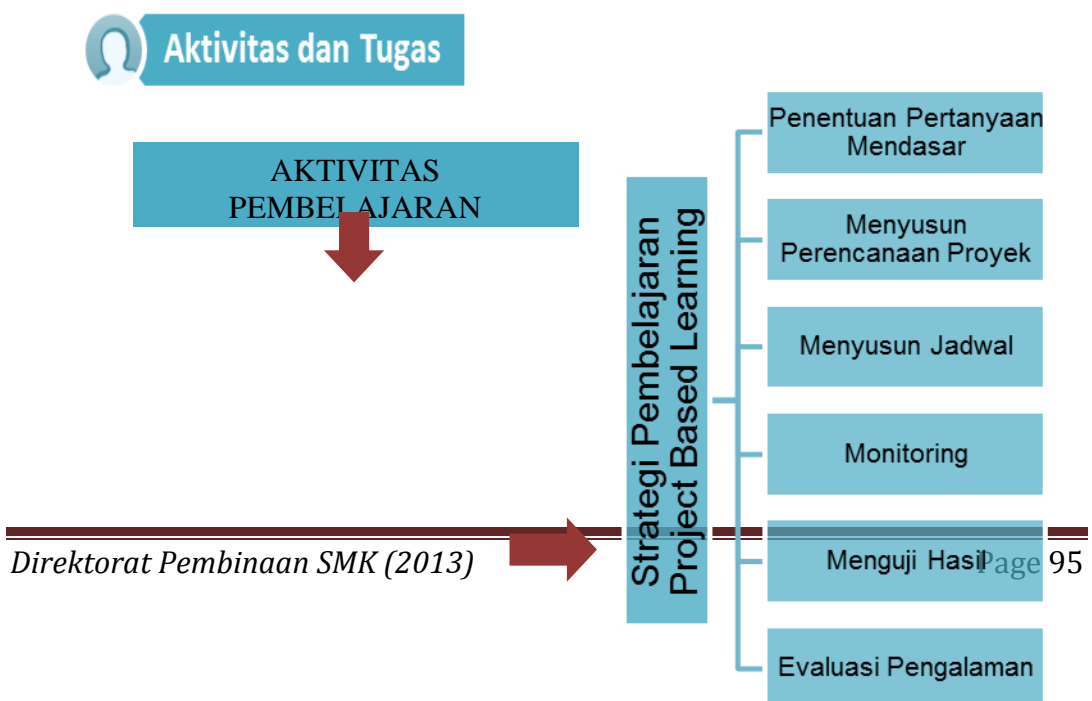 Aktivitas dan Tugas
AKTIVITAS
PEMBELAJARAN
Strategi Pembelajaran
Project Based Learning
Penentuan Pertanyaan
Mendasar
Menyusun
Perencanaan Proyek
Menyusun Jadwal
Monitoring
Menguji Hasil
Evaluasi Pengalaman
Direktorat Pembinaan SMK (2013)
Page 95